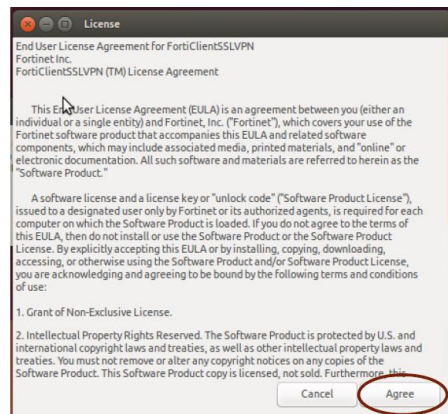 License
End User License Agreement for FortiClientSSLVPN
Fortinet Inc.
FortiClientSSLVPN (TM) License Agreement
This End User License Agreement (EULA) is an agreement between you (either an
individual or a single entity) and Fortinet, Inc. ("Fortinet"), which covers your use of the
Fortinet software product that accompanies this EULA and related software
components, which may include associated media, printed materials, and "online" or
electronic documentation. All such software and materials are referred to herein as the
"Software Product."
A software license and a license key or "unlock code" ("Software Product License"),
issued to a designated user only by Fortinet or its authorized agents, is required for each
computer on which the Software Product is loaded. If you do not agree to the terms of
this EULA, then do not install or use the Software Product or the Software Product
License. By explicitly accepting this EULA or by installing, copying, downloading,
accessing, or otherwise using the Software Product and/or Software Product License,
you are acknowledging and agreeing to be bound by the following terms and conditions
of use:
1. Grant of Non-Exclusive License.
2. Intellectual Property Rights Reserved. The Software Product is protected by U.S. and
international copyright laws and treaties, as well as other intellectual property laws and
treaties. You must not remove or alter any copyright notices on any copies of the
Software Product. This Software Product copy is licensed, not sold. Furthermore, this
Cancel Agree